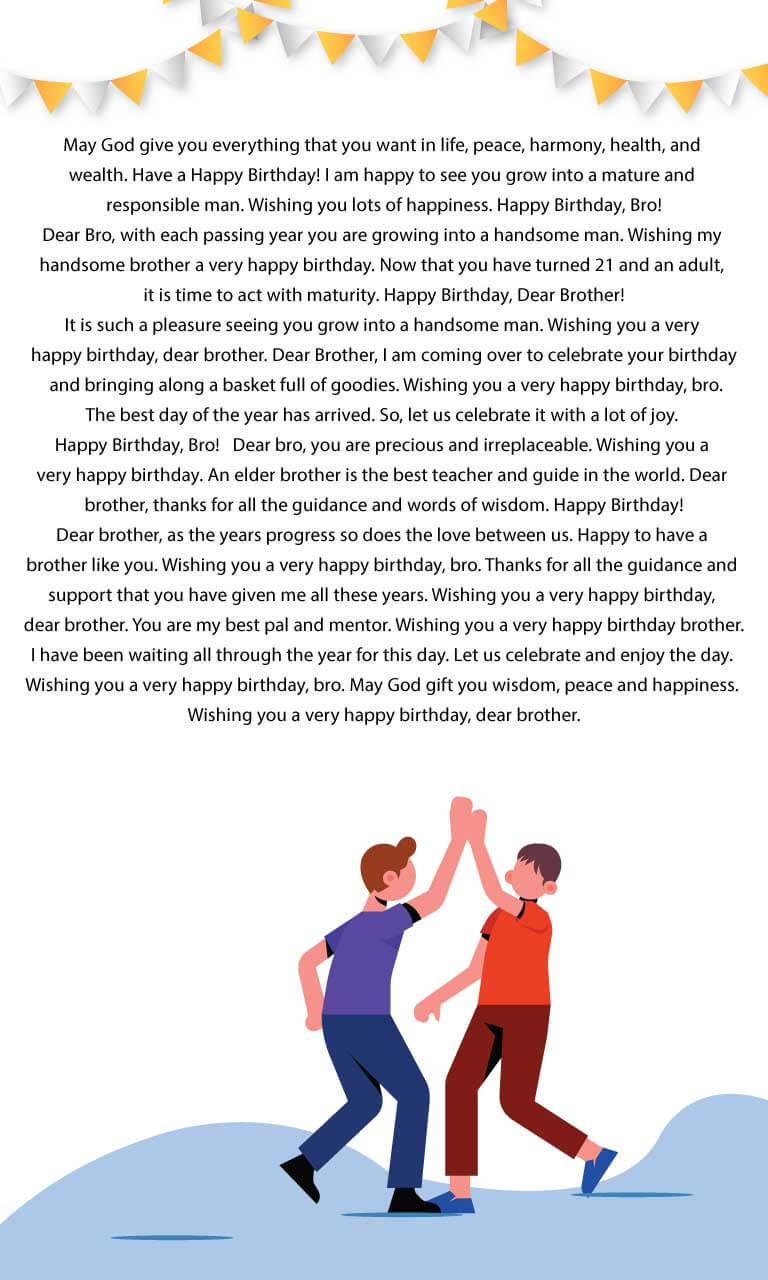 May God give you everything that you want in life, peace, harmony, health, and
wealth. Have a Happy Birthday! I am happy to see you grow into a mature and
responsible man. Wishing you lots of happiness. Happy Birthday, Bro!
Dear Bro, with each passing year you are growing into a handsome man. Wishing my
handsome brother a very happy birthday. Now that you have turned 21 and an adult,
it is time to act with maturity. Happy Birthday, Dear Brother!
It is such a pleasure seeing you grow into a handsome man. Wishing you a very
happy birthday, dear brother. Dear Brother, I am coming over to celebrate your birthday
and bringing along a basket full of goodies. Wishing you a very happy birthday, bro.
The best day of the year has arrived. So, let us celebrate it with a lot of joy.
Happy Birthday, Bro! Dear bro, you are precious and irreplaceable. Wishing you a
very happy birthday. An elder brother is the best teacher and guide in the world. Dear
brother, thanks for all the guidance and words of wisdom. Happy Birthday!
Dear brother, as the years progress so does the love between us. Happy to have a
brother like you. Wishing you a very happy birthday, bro. Thanks for all the guidance and
support that you have given me all these years. Wishing you a very happy birthday,
dear brother. You are my best pal and mentor. Wishing you a very happy birthday brother.
I have been waiting all through the year for this day. Let us celebrate and enjoy the day.
Wishing you a very happy birthday, bro. May God gift you wisdom, peace and happiness.
Wishing you a very happy birthday, dear brother.